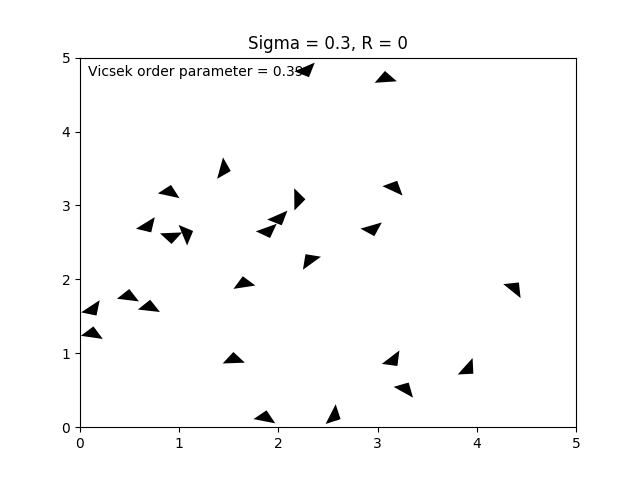 Sigma = 0.3, R = 0
Vicsek order parameter = 0.39
5
4
3
2
1
0
0 1 2 3 4 5